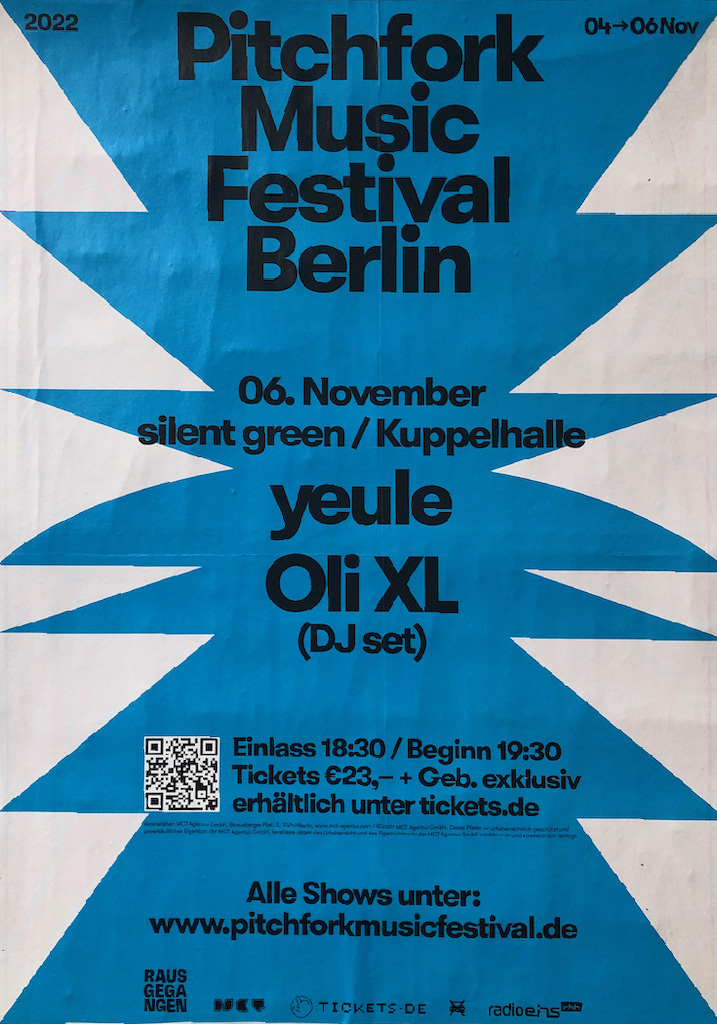 2022
04→06 Nov
Pitchfork
Music
Festival
Berlin
06. November
silent green / Kuppelhalle
yeule
Oli XL
(DJ set)
Einlass 18:30 / Beginn 19:30
Tickets €23,– + Geb. exklusiv
erhältlich unter tickets.de
Alle Shows unter:
www.pitchforkmusicfestival.de
RAUS
GEGA
NGEN
MCT
TICKETS·DE
radioeins rbb